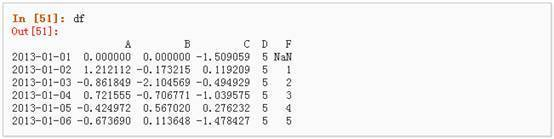 In [51]: df
Out[51]:
A B C D F
2013-01-01 0.000000 0.000000 -1.509059 5 NaN
2013-01-02 1.212112 -0.173215 0.119209 5 1
2013-01-03 -0.861849 -2.104569 -0.494929 5 2
2013-01-04 0.721555 -0.706771 -1.039575 5 3
2013-01-05 -0.424972 0.567020 0.276232 5 4
2013-01-06 -0.673690 0.113648 -1.478427 5 5